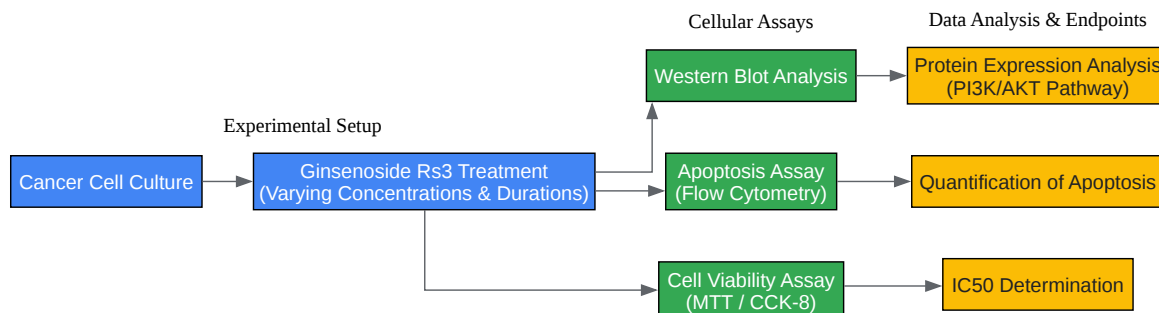 Cellular Assays
Data Analysis & Endpoints
Western Blot Analysis
Protein Expression Analysis
(PI3K/AKT Pathway)
Experimental Setup
Cancer Cell Culture
Ginsenoside Rs3 Treatment
(Varying Concentrations & Durations)
Apoptosis Assay
(Flow Cytometry)
Quantification of Apoptosis
Cell Viability Assay
(MTT / CCK-8)
IC50 Determination